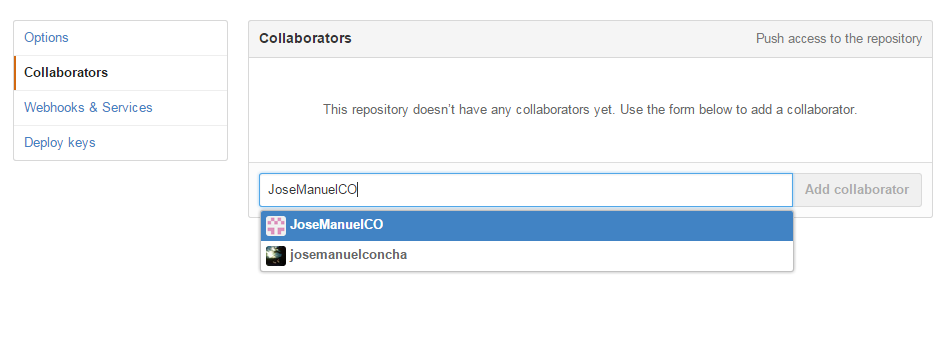 Options
Collaborators
Webhooks & Services
Deploy keys
Collaborators
Push access to the repository
This repository doesn't have any collaborators yet. Use the form below to add a collaborator.
JoseManuelCO
Add collaborator
JoseManuelCO
josemanuelconcha